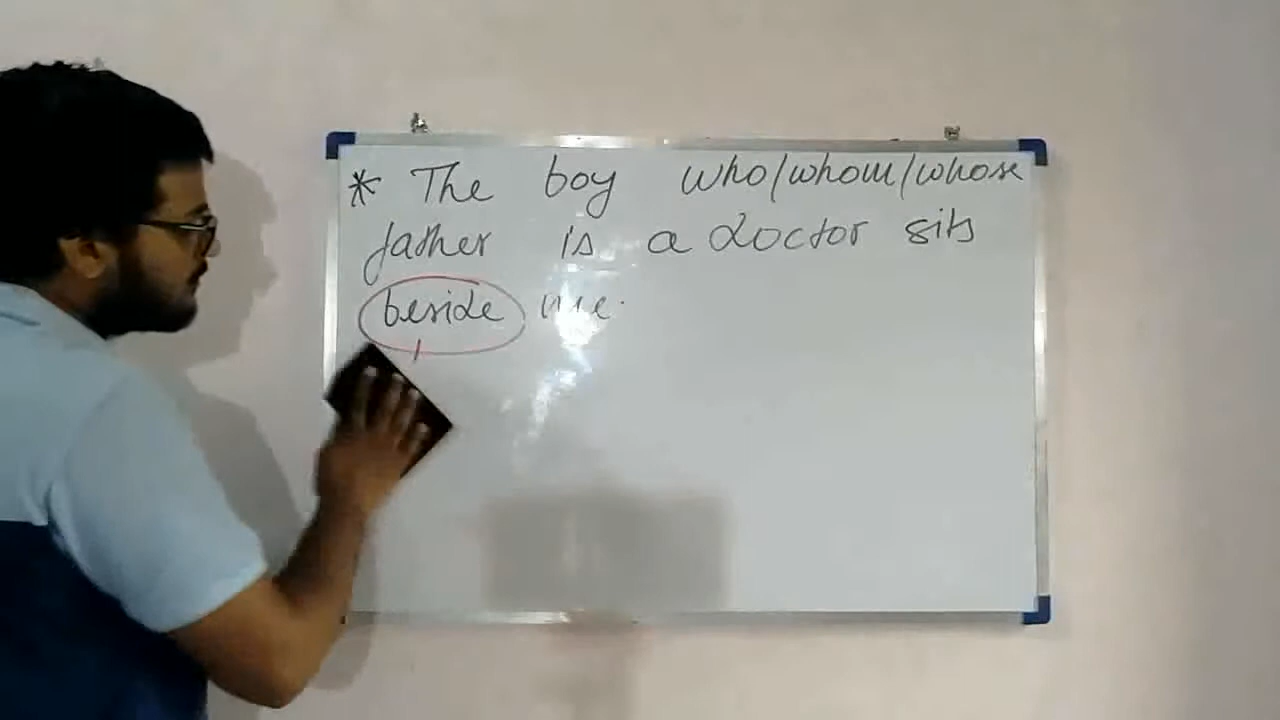 * The boy who/whom/whose
father is a doctor sits
beside me.